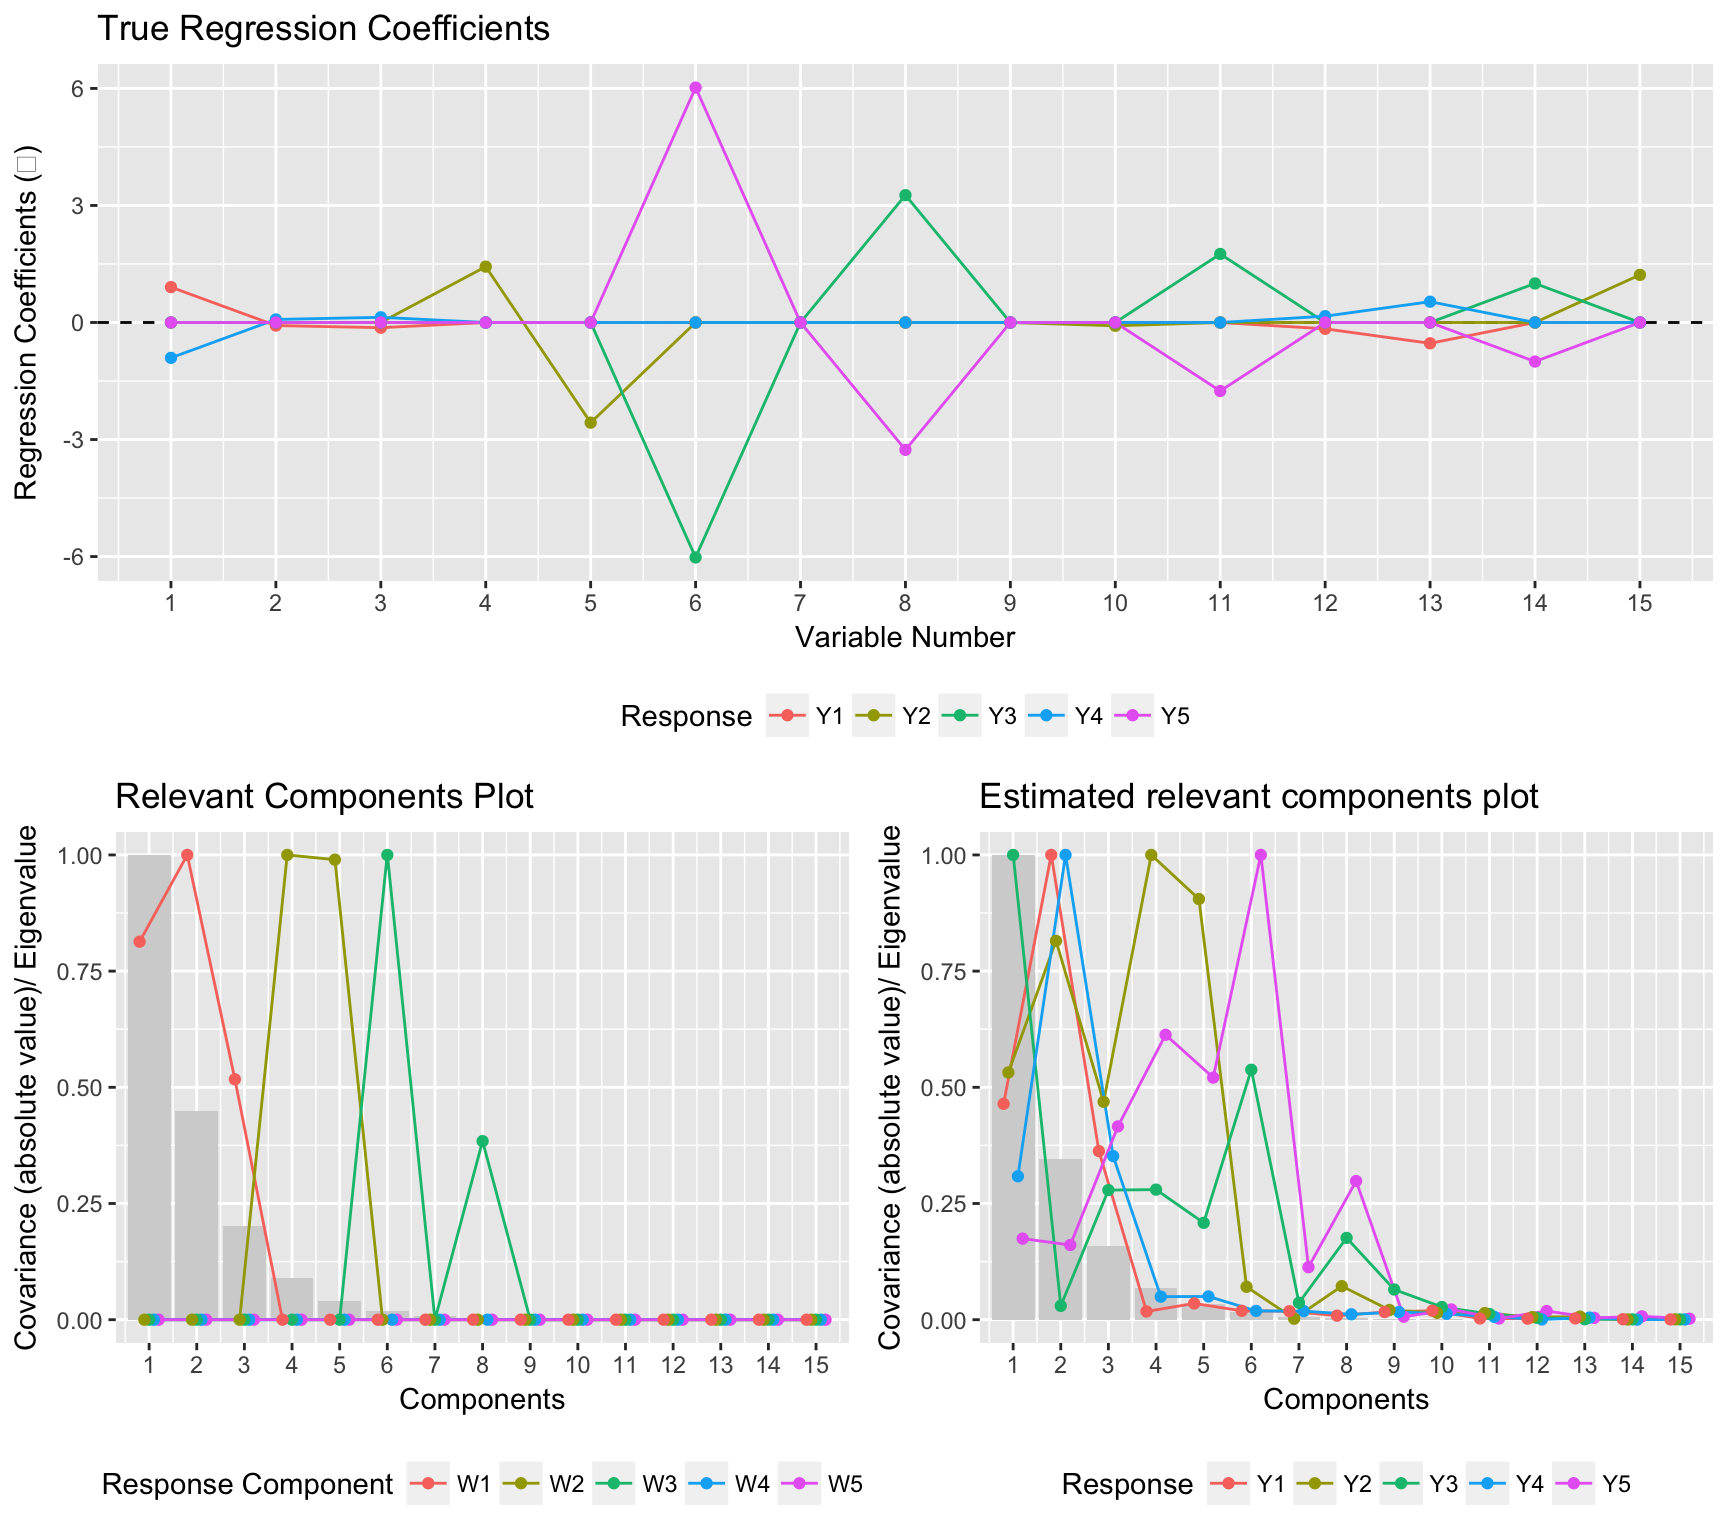 True Regression Coefficients
Regression Coefficients (□)
6
3
0
-3
-6
1 2 3 4 5 6 7 8 9 10 11 12 13 14 15
Variable Number
Response Y1 Y2 Y3 Y4 Y5
Relevant Components Plot
Covariance (absolute value)/ Eigenvalue
1.00
0.75
0.50
0.25
0.00
1 2 3 4 5 6 7 8 9 10 11 12 13 14 15
Components
Response Component W1 W2 W3 W4 W5
Estimated relevant components plot
Covariance (absolute value)/ Eigenvalue
1.00
0.75
0.50
0.25
0.00
1 2 3 4 5 6 7 8 9 10 11 12 13 14 15
Components
Response Y1 Y2 Y3 Y4 Y5